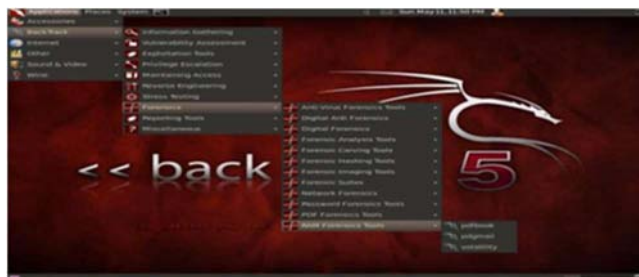 Applications Places System
Sun May 11, 11:50 PM
Accessories
BackTrack
Internet
Other
Sound & Video
Wine
Information Gathering
Vulnerability Assessment
Exploitation Tools
Privilege Escalation
Maintaining Access
Reverse Engineering
Stress Testing
Forensics
Reporting Tools
Miscellaneous
Anti-Virus Forensics Tools
Digital Anti Forensics
Digital Forensics
Forensic Analysis Tools
Forensic Carving Tools
Forensic Hashing Tools
Forensic Imaging Tools
Forensic Suites
Network Forensics
Password Forensics Tools
PDF Forensics Tools
RAM Forensics Tools
pdfbook
pdgmail
volatility
<< back
5